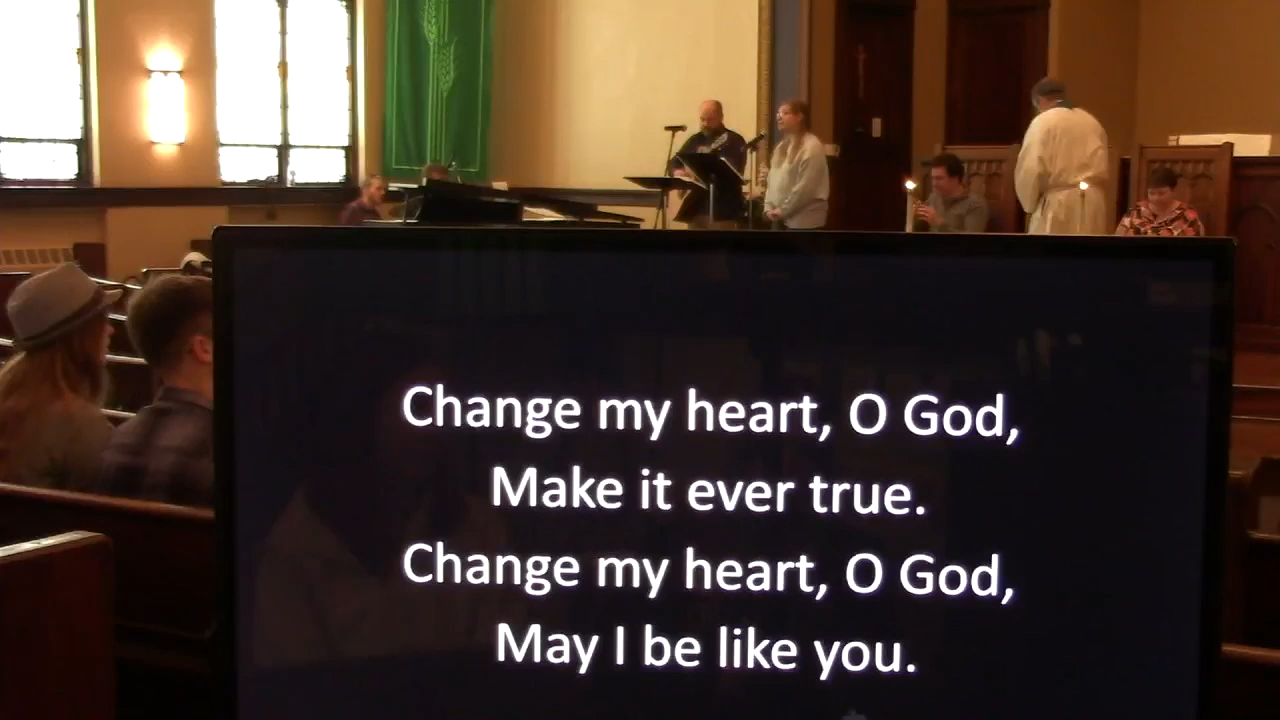 Change my heart, O God,
Make it ever true.
Change my heart, O God,
May I be like you.